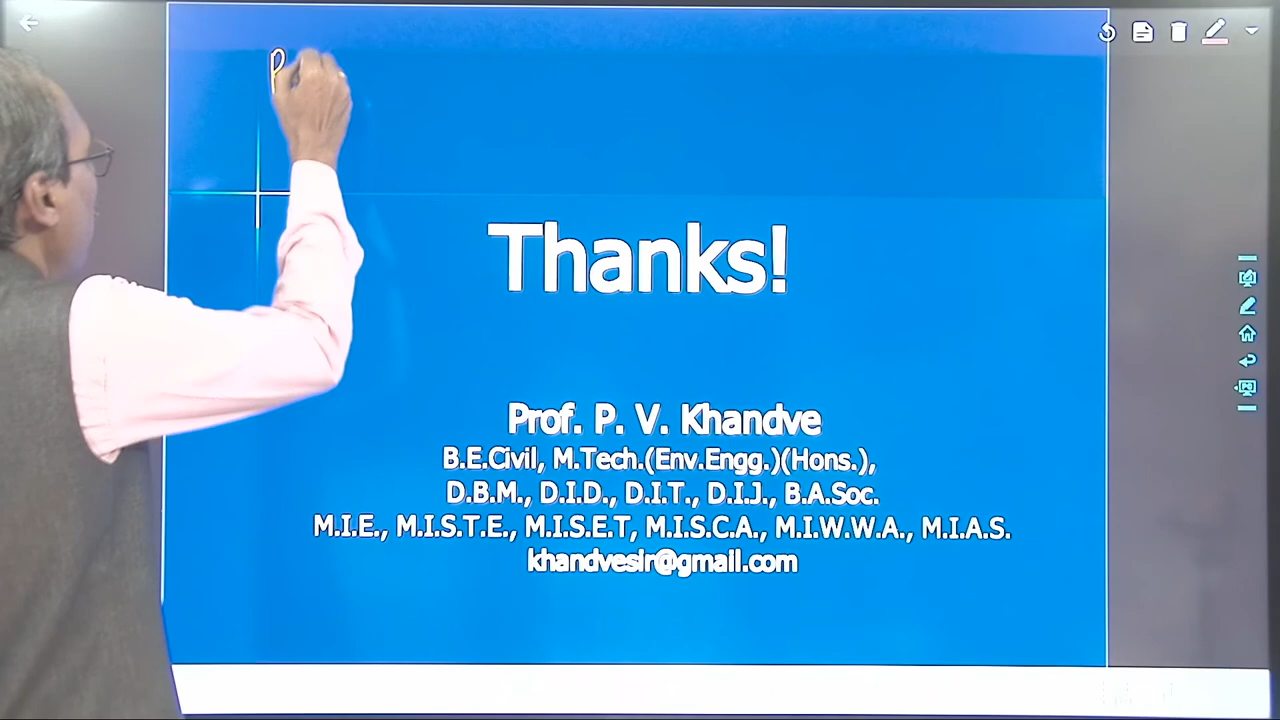 P
Thanks!
Prof. P. V. Khandve
B.E.Civil, M.Tech.(Env.Engg.)(Hons.),
D.B.M., D.I.D., D.I.T., D.I.J., B.A.Soc.
M.I.E., M.I.S.T.E., M.I.S.E.T, M.I.S.C.A., M.I.W.W.A., M.I.A.S.
khandvesir@gmail.com